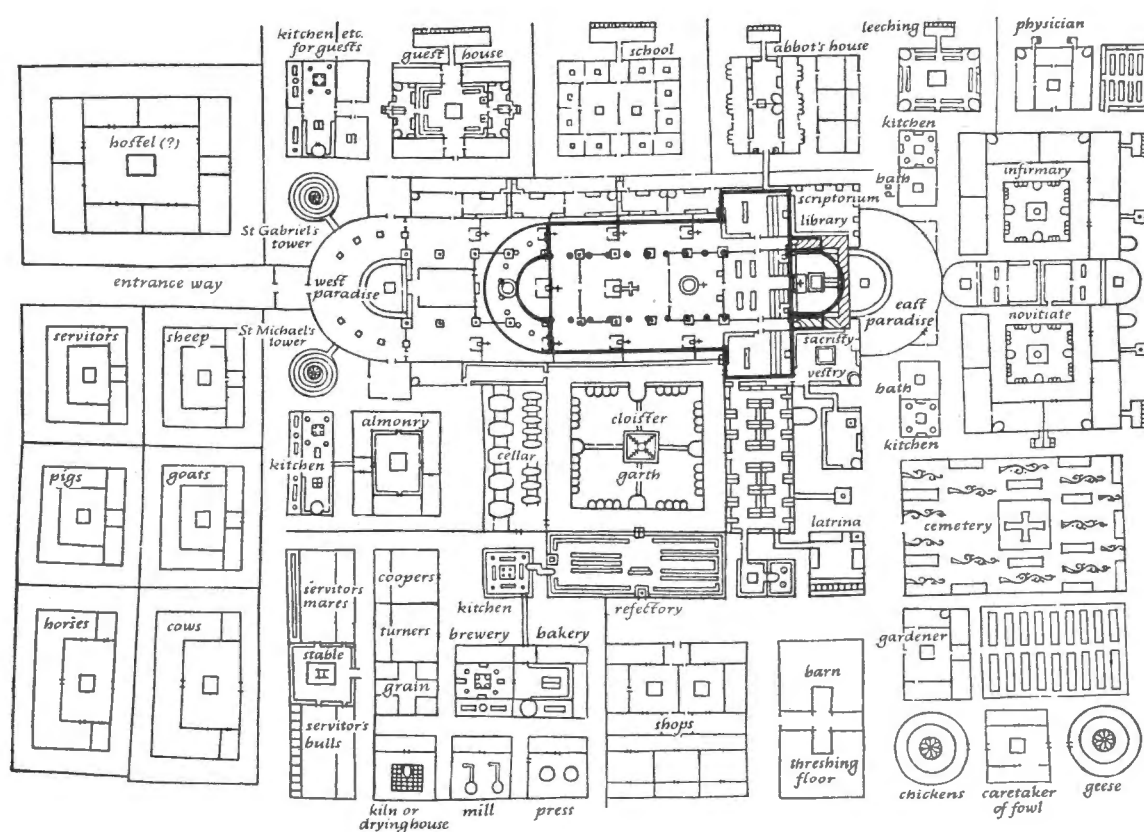 kitchen etc.
for guests
guest house
school
abbot's house
leeching
physician
hostel (?)
kitchen
bath
infirmary
scriptorium
library
St Gabriel's
tower
entrance way
west
paradise
east
paradise
novitiate
St Michael's
tower
sacristy
vestry
servitors
sheep
bath
kitchen
almonry
kitchen
cellar
cloister
garth
pigs
goats
cemetery
latrina
servitors
mares
coopers
kitchen
refectory
horses
cows
turners
brewery
bakery
gardener
stable
grain
barn
servitor's
bulls
shops
threshing
floor
kiln or
dryinghouse
mill
press
chickens
caretaker
of fowl
geese